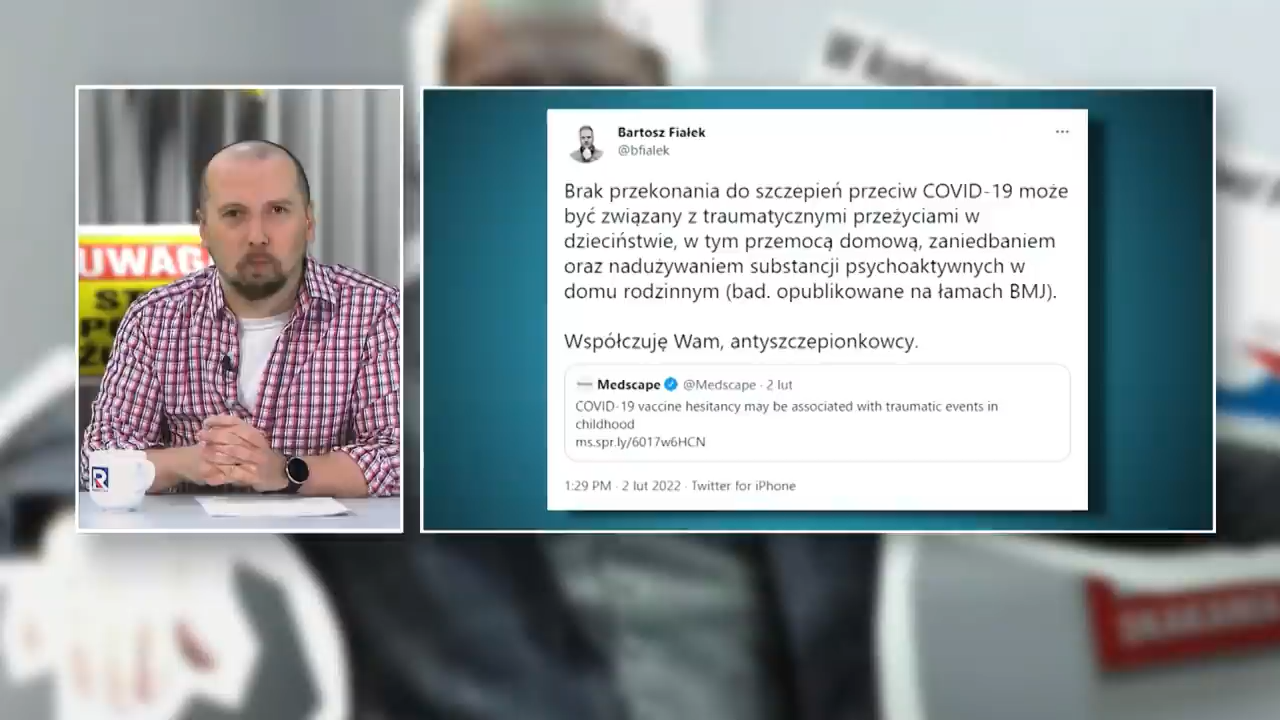 UWAG
ST
R
Bartosz Fiałek
@bfialek
Brak przekonania do szczepień przeciw COVID-19 może
być związany z traumatycznymi przeżyciami w
dzieciństwie, w tym przemocą domową, zaniedbaniem
oraz nadużywaniem substancji psychoaktywnych w
domu rodzinnym (bad. opublikowane na łamach BMJ).
Współczuję Wam, antyszczepionkowcy.
Medscape @Medscape · 2 lut
COVID-19 vaccine hesitancy may be associated with traumatic events in
childhood
ms.spr.ly/6017w6HCN
1:29 PM · 2 lut 2022 · Twitter for iPhone